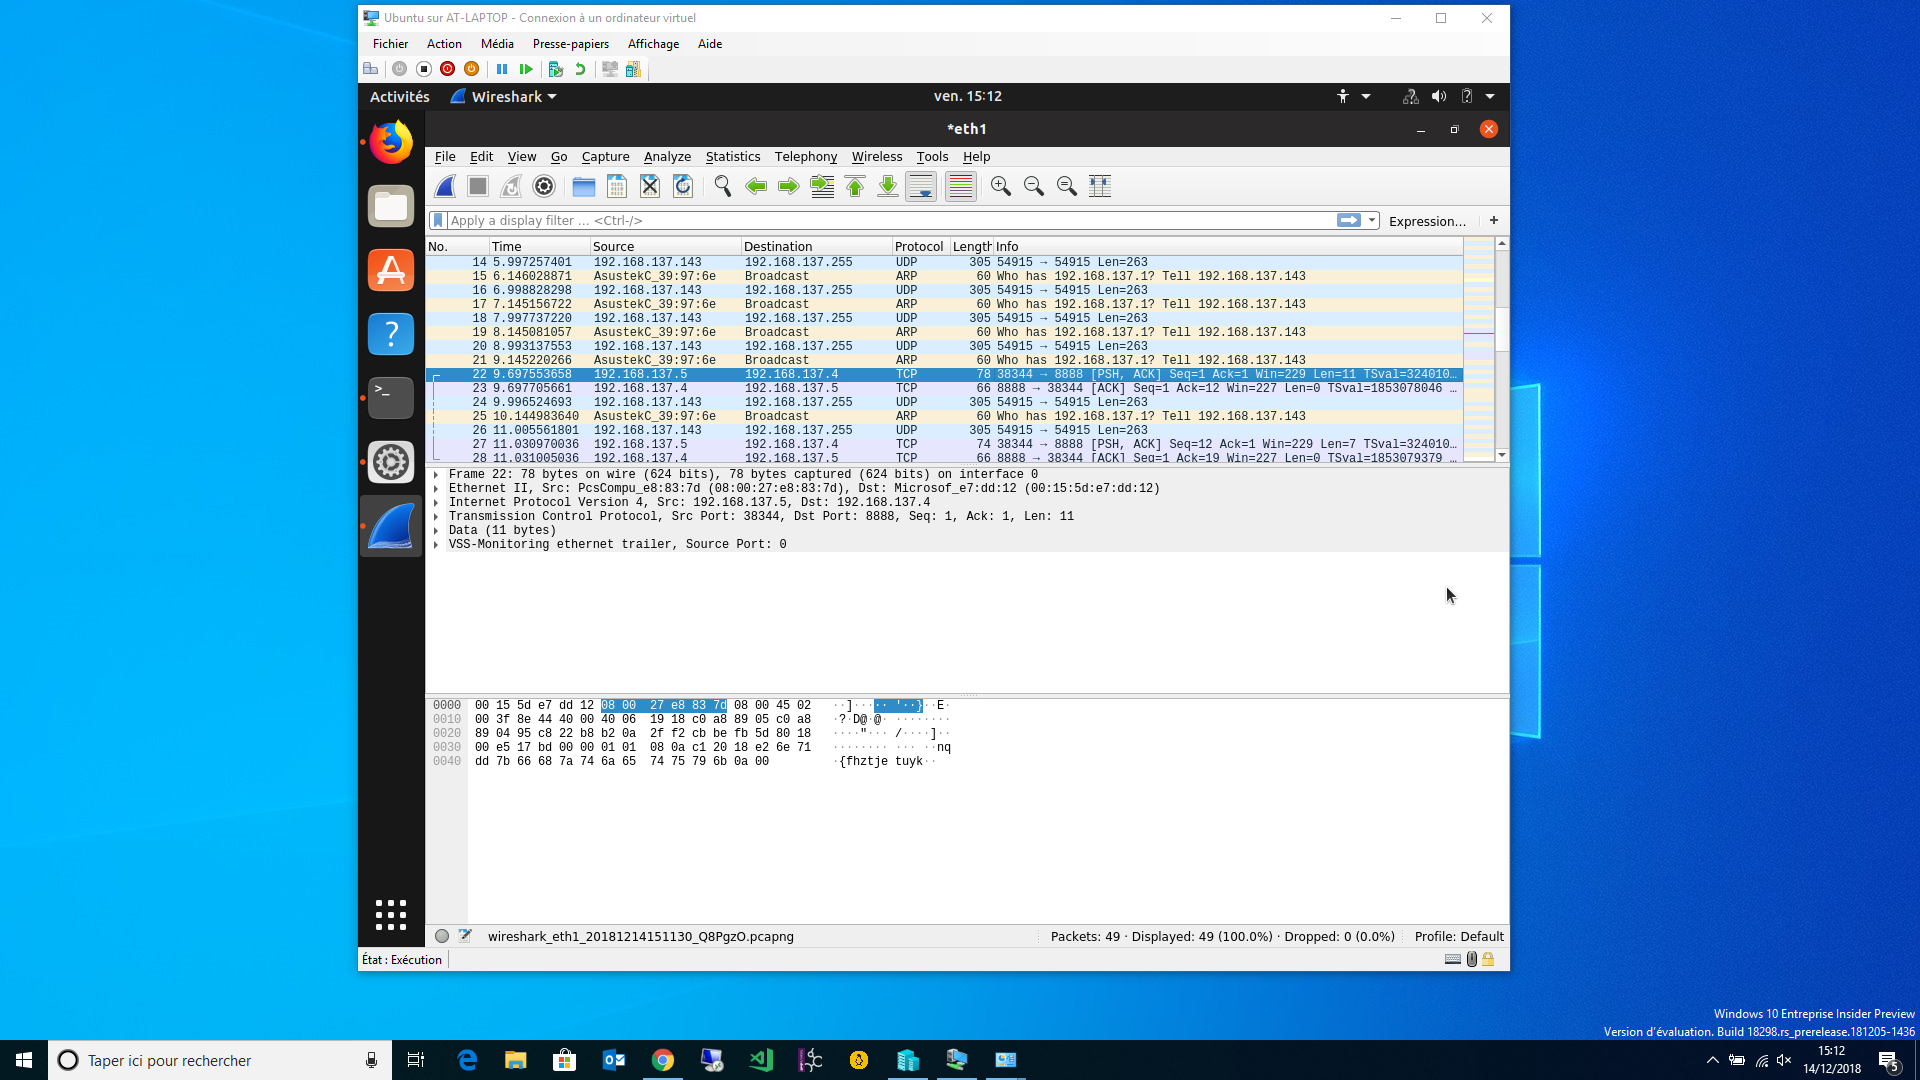 Ubuntu sur AT-LAPTOP - Connexion à un ordinateur virtuel
Fichier Action Média Presse-papiers Affichage Aide
Activités Wireshark ven. 15:12
*eth1
File Edit View Go Capture Analyze Statistics Telephony Wireless Tools Help
Apply a display filter ... <Ctrl-/> Expression... +
No. Time Source Destination Protocol Length Info
14 5.997257401 192.168.137.143 192.168.137.255 UDP 305 54915 → 54915 Len=263
15 6.146028871 AsustekC_39:97:6e Broadcast ARP 60 Who has 192.168.137.1? Tell 192.168.137.143
16 6.998828298 192.168.137.143 192.168.137.255 UDP 305 54915 → 54915 Len=263
17 7.145156722 AsustekC_39:97:6e Broadcast ARP 60 Who has 192.168.137.1? Tell 192.168.137.143
18 7.997737220 192.168.137.143 192.168.137.255 UDP 305 54915 → 54915 Len=263
19 8.145081057 AsustekC_39:97:6e Broadcast ARP 60 Who has 192.168.137.1? Tell 192.168.137.143
20 8.993137553 192.168.137.143 192.168.137.255 UDP 305 54915 → 54915 Len=263
21 9.145220266 AsustekC_39:97:6e Broadcast ARP 60 Who has 192.168.137.1? Tell 192.168.137.143
22 9.697553658 192.168.137.5 192.168.137.4 TCP 78 38344 → 8888 [PSH, ACK] Seq=1 Ack=1 Win=229 Len=11 TSval=324010…
23 9.697705661 192.168.137.4 192.168.137.5 TCP 66 8888 → 38344 [ACK] Seq=1 Ack=12 Win=227 Len=0 TSval=1853078046 …
24 9.996524693 192.168.137.143 192.168.137.255 UDP 305 54915 → 54915 Len=263
25 10.144983640 AsustekC_39:97:6e Broadcast ARP 60 Who has 192.168.137.1? Tell 192.168.137.143
26 11.005561801 192.168.137.143 192.168.137.255 UDP 305 54915 → 54915 Len=263
27 11.030970036 192.168.137.5 192.168.137.4 TCP 74 38344 → 8888 [PSH, ACK] Seq=12 Ack=1 Win=229 Len=7 TSval=324010…
28 11.031005036 192.168.137.4 192.168.137.5 TCP 66 8888 → 38344 [ACK] Seq=1 Ack=19 Win=227 Len=0 TSval=1853079379 …
Frame 22: 78 bytes on wire (624 bits), 78 bytes captured (624 bits) on interface 0
Ethernet II, Src: PcsCompu_e8:83:7d (08:00:27:e8:83:7d), Dst: Microsof_e7:dd:12 (00:15:5d:e7:dd:12)
Internet Protocol Version 4, Src: 192.168.137.5, Dst: 192.168.137.4
Transmission Control Protocol, Src Port: 38344, Dst Port: 8888, Seq: 1, Ack: 1, Len: 11
Data (11 bytes)
VSS-Monitoring ethernet trailer, Source Port: 0
0000 00 15 5d e7 dd 12 08 00 27 e8 83 7d 08 00 45 02 ··]····· '··}··E·
0010 00 3f 8e 44 40 00 40 06 19 18 c0 a8 89 05 c0 a8 ·?·D@·@· ········
0020 89 04 95 c8 22 b8 b2 0a 2f f2 cb be fb 5d 80 18 ····"··· /····]··
0030 00 e5 17 bd 00 00 01 01 08 0a c1 20 18 e2 6e 71 ········ ··· ··nq
0040 dd 7b 66 68 7a 74 6a 65 74 75 79 6b 0a 00 ·{fhztje tuyk··
wireshark_eth1_20181214151130_Q8PgzO.pcapng Packets: 49 · Displayed: 49 (100.0%) · Dropped: 0 (0.0%) Profile: Default
État : Exécution
Windows 10 Entreprise Insider Preview
Version d'évaluation. Build 18298.rs_prerelease.181205-1436
Taper ici pour rechercher
15:12
14/12/2018
5